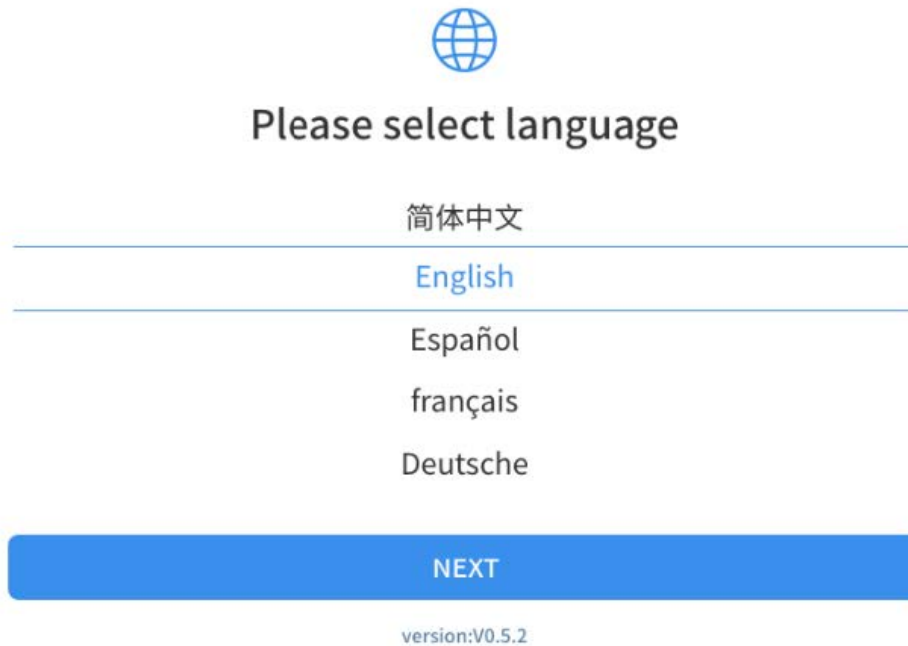 Please select language
简体中文
English
Español
français
Deutsche
NEXT
version:V0.5.2